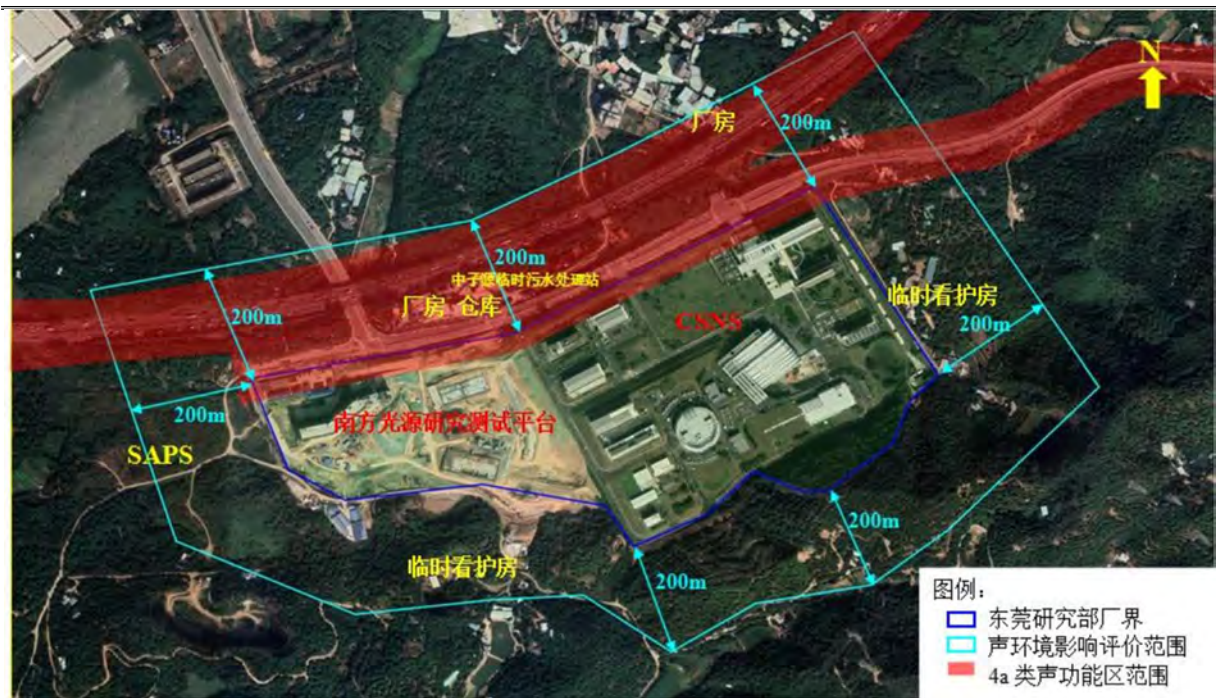 N
厂房
200m
200m
中子源临时污水处理站
厂房 仓库
200m
临时看护房
CSNS
200m
200m
南方光源研究测试平台
SAPS
200m
临时看护房
200m
图例：
东莞研究部厂界
声环境影响评价范围
4a 类声功能区范围